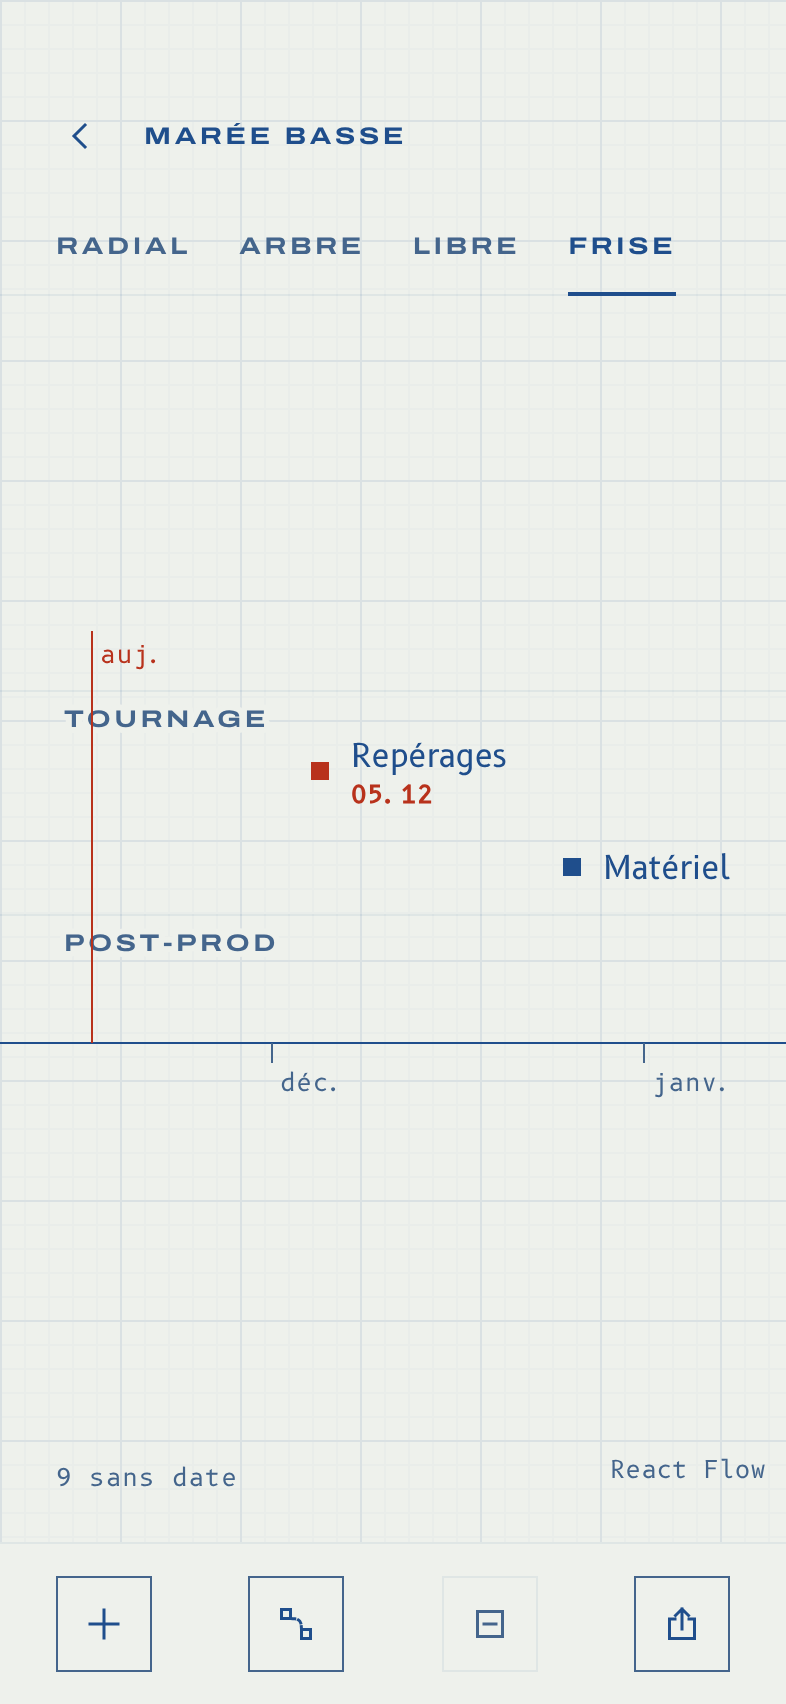 MARÉE BASSE
RADIAL ARBRE LIBRE FRISE
auj.
TOURNAGE
Repérages
05. 12
Matériel
POST-PROD
déc. janv.
9 sans date
React Flow